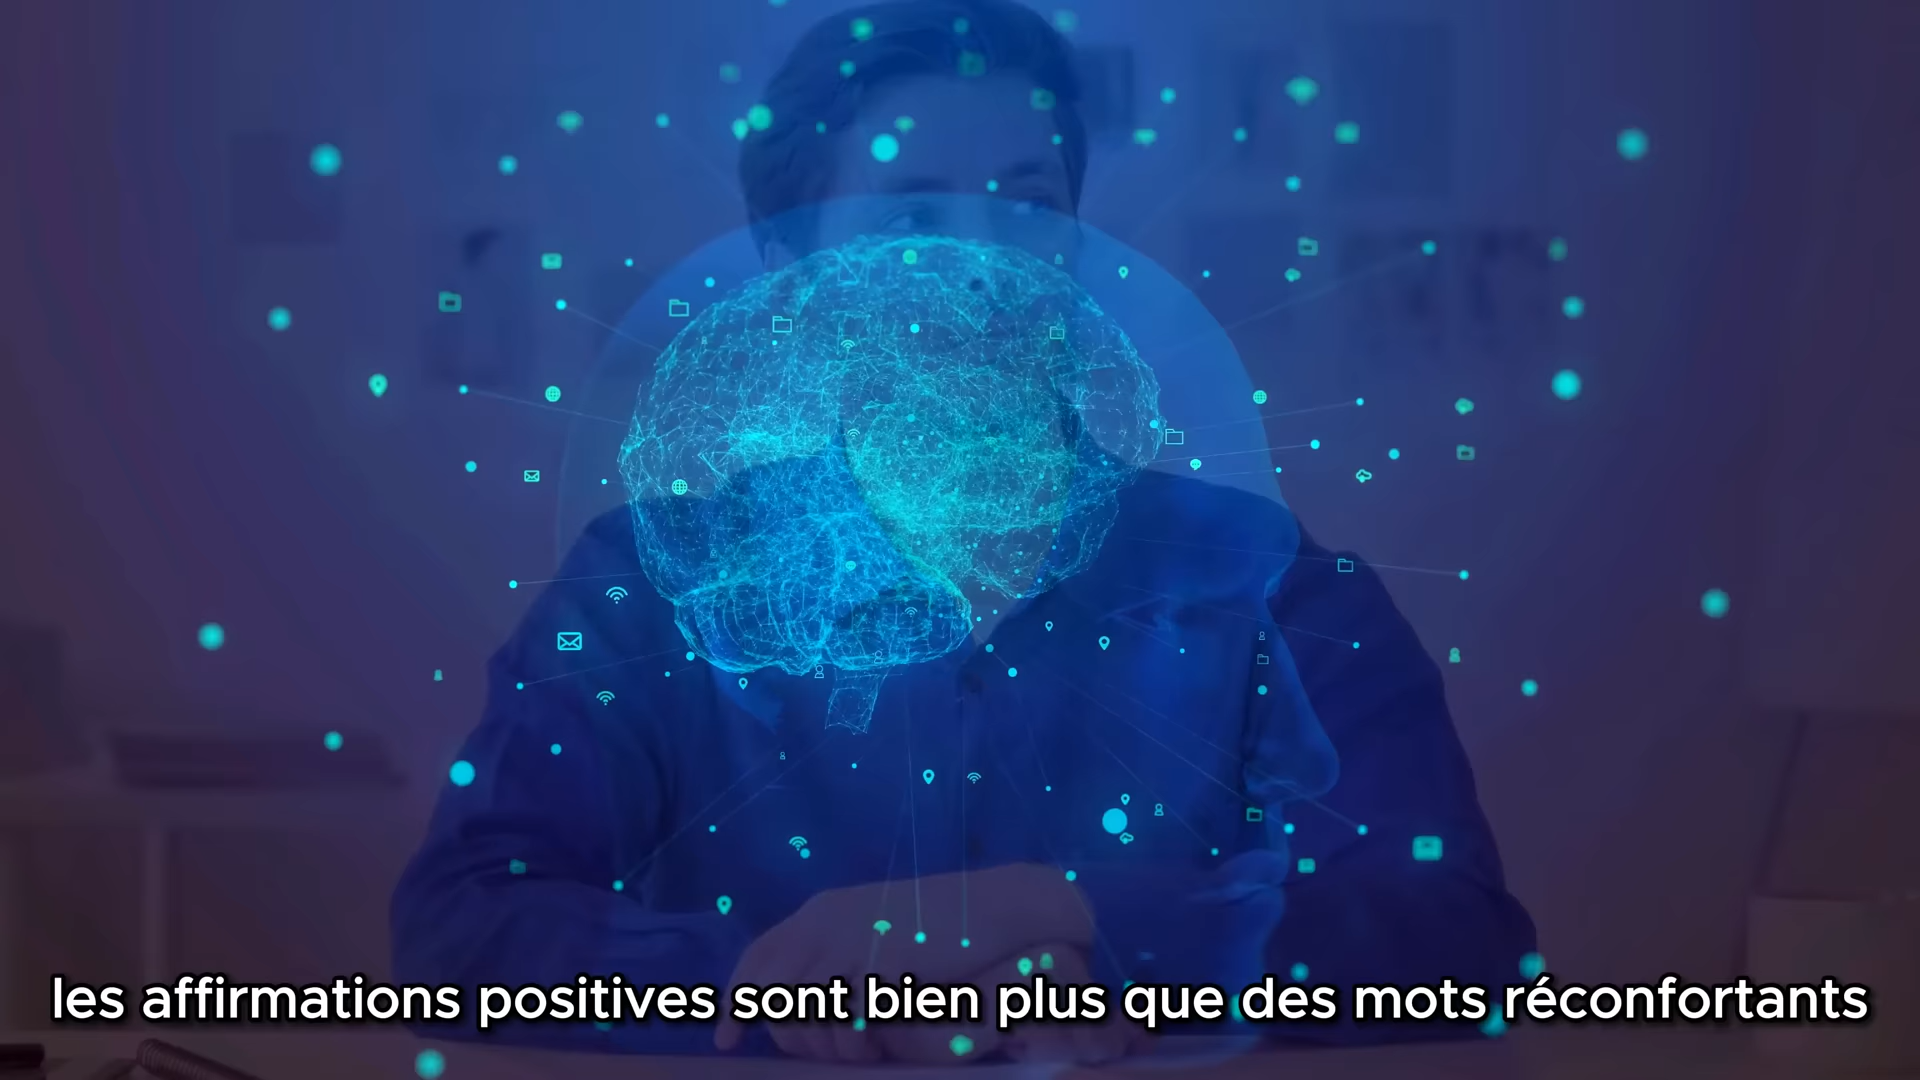 les affirmations positives sont bien plus que des mots réconfortants